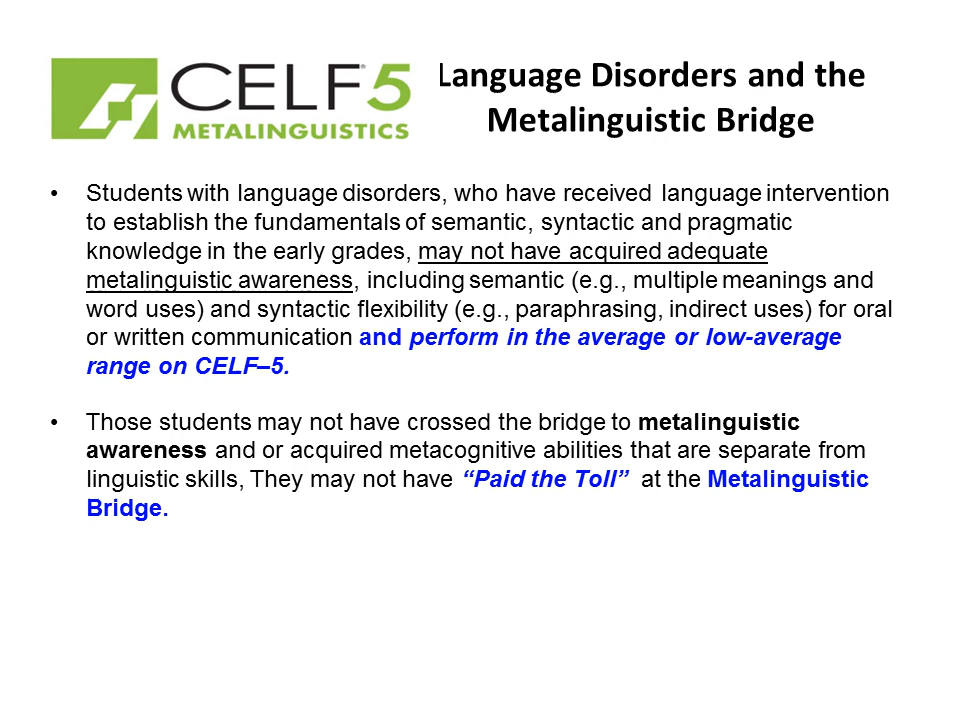 CELF®5
METALINGUISTICS
Language Disorders and the
Metalinguistic Bridge
• Students with language disorders, who have received language intervention
to establish the fundamentals of semantic, syntactic and pragmatic
knowledge in the early grades, may not have acquired adequate
metalinguistic awareness, including semantic (e.g., multiple meanings and
word uses) and syntactic flexibility (e.g., paraphrasing, indirect uses) for oral
or written communication and perform in the average or low-average
range on CELF–5.
• Those students may not have crossed the bridge to metalinguistic
awareness and or acquired metacognitive abilities that are separate from
linguistic skills, They may not have “Paid the Toll” at the Metalinguistic
Bridge.